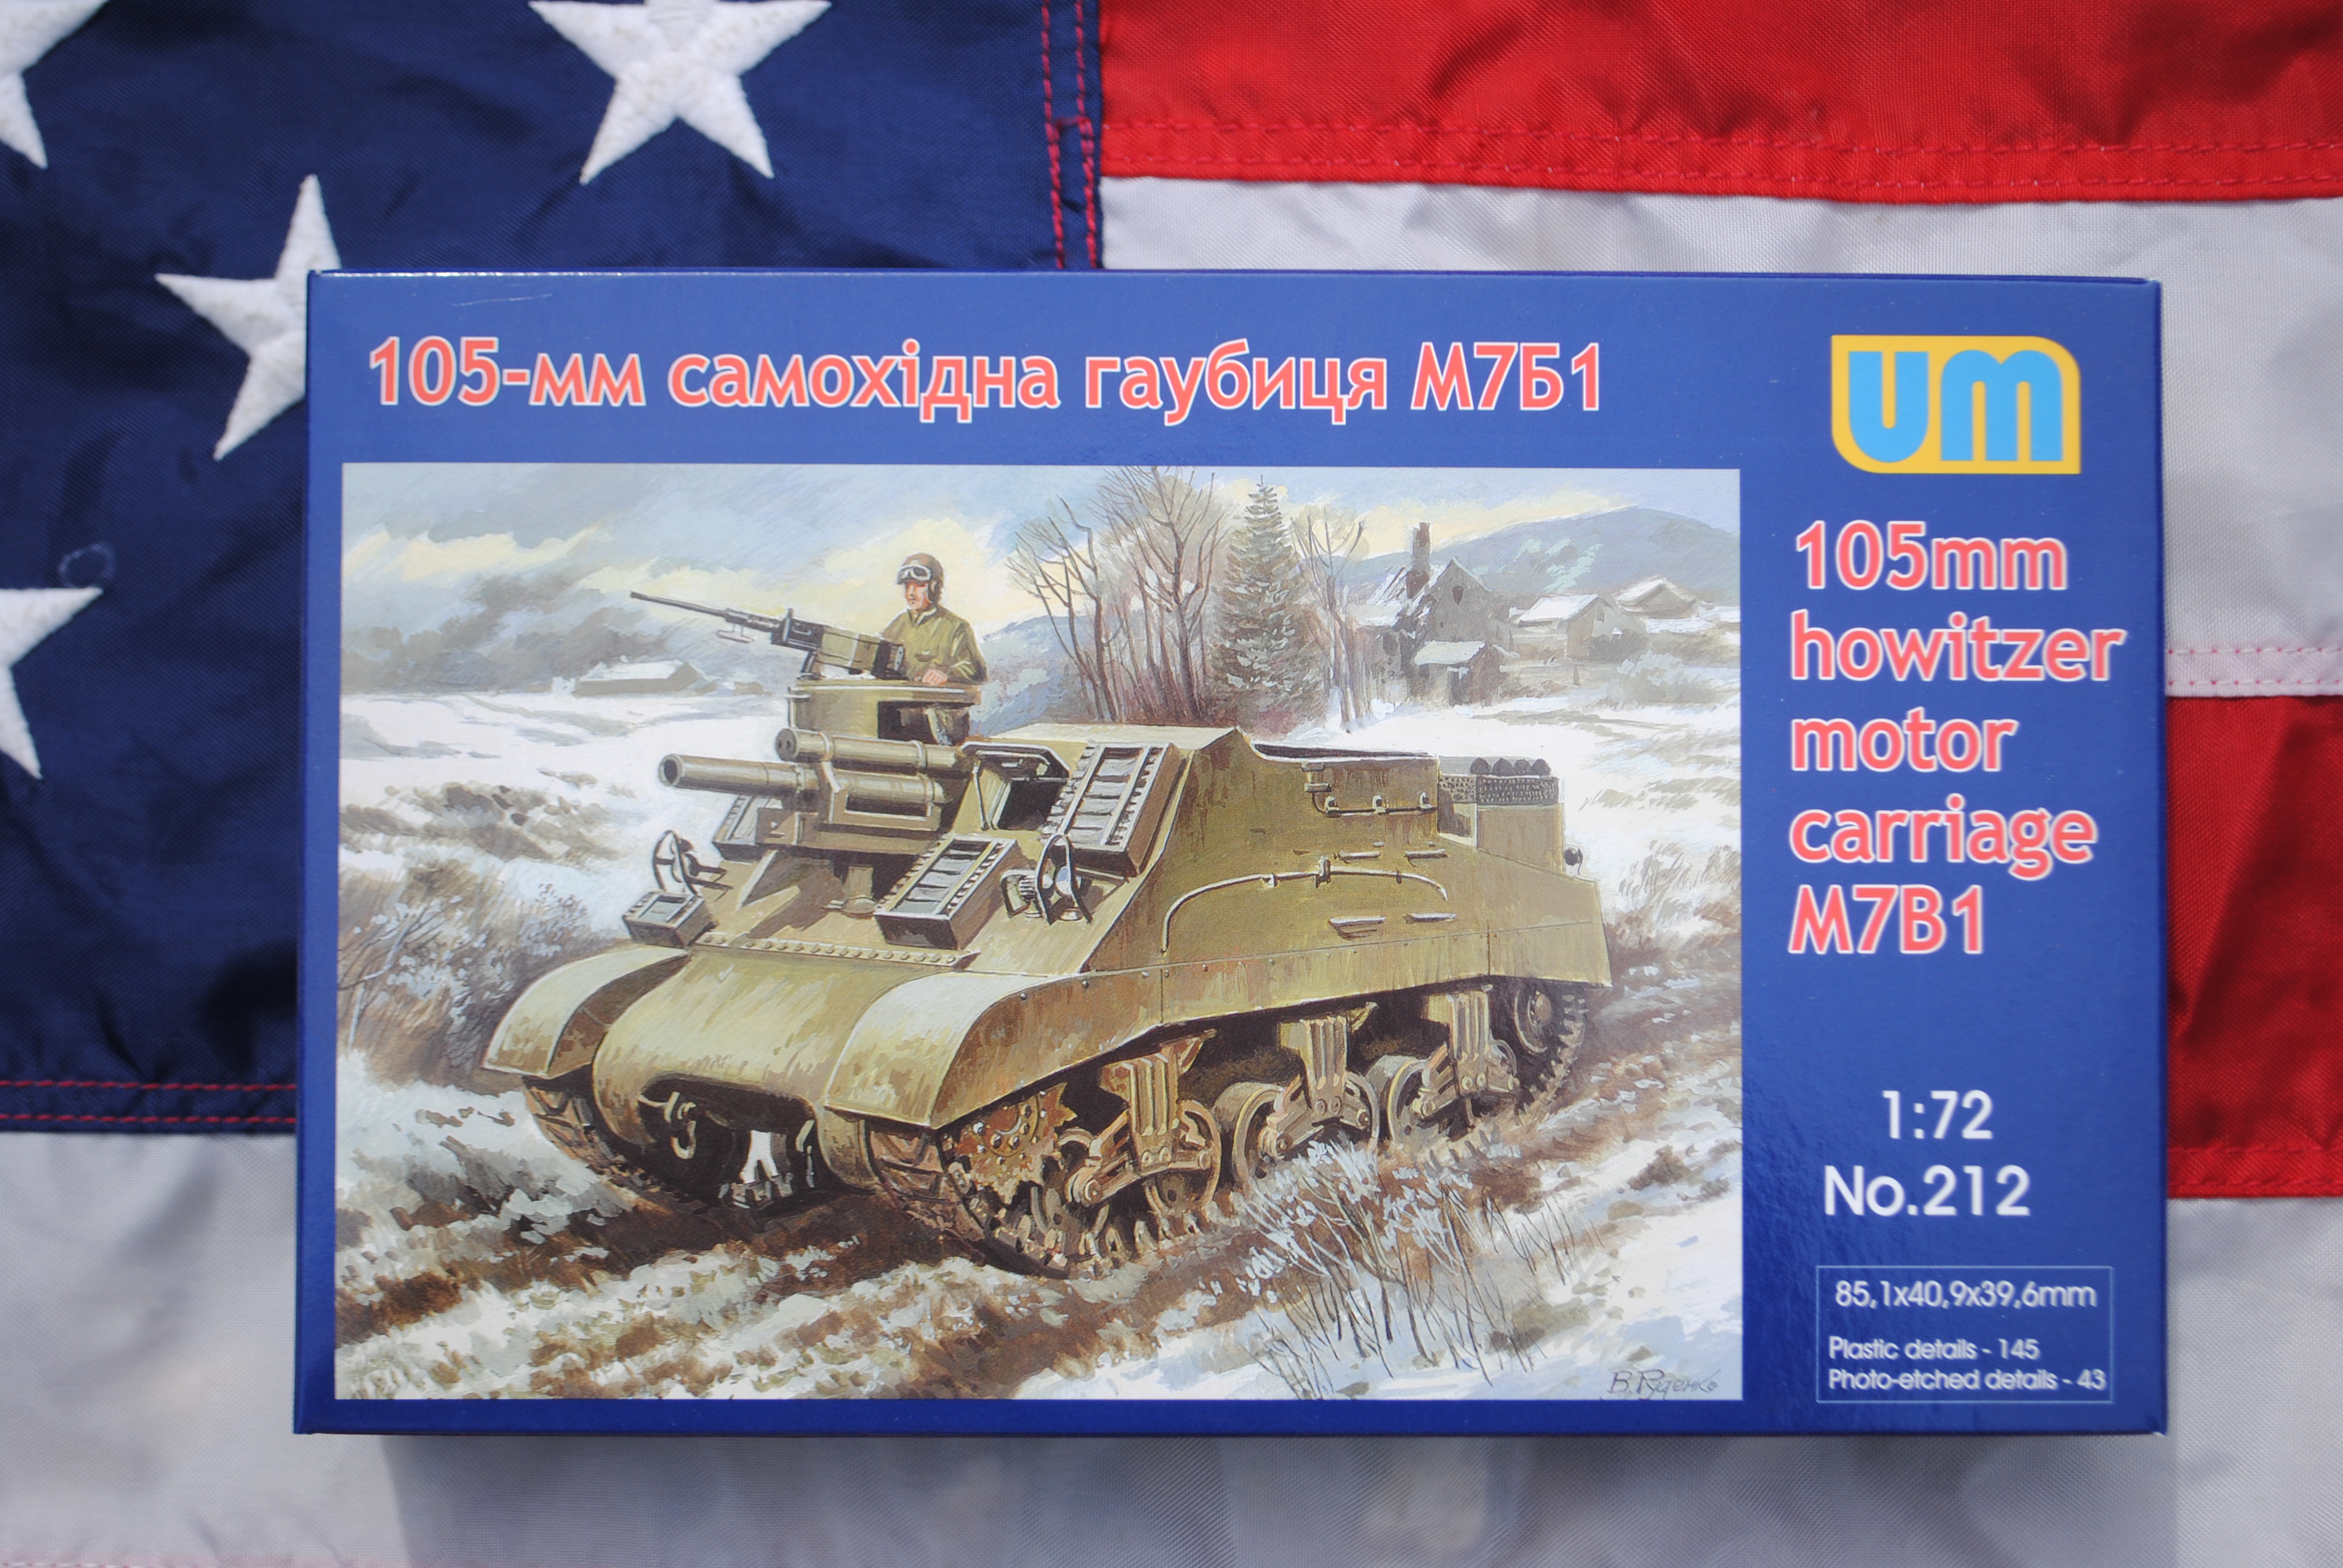 105-мм самохідна гаубиця М7Б1
um
105mm
howitzer
motor
carriage
M7B1
1:72
No.212
85,1x40,9x39,6mm
Plastic details - 145
Photo-etched details - 43
В. Руденко